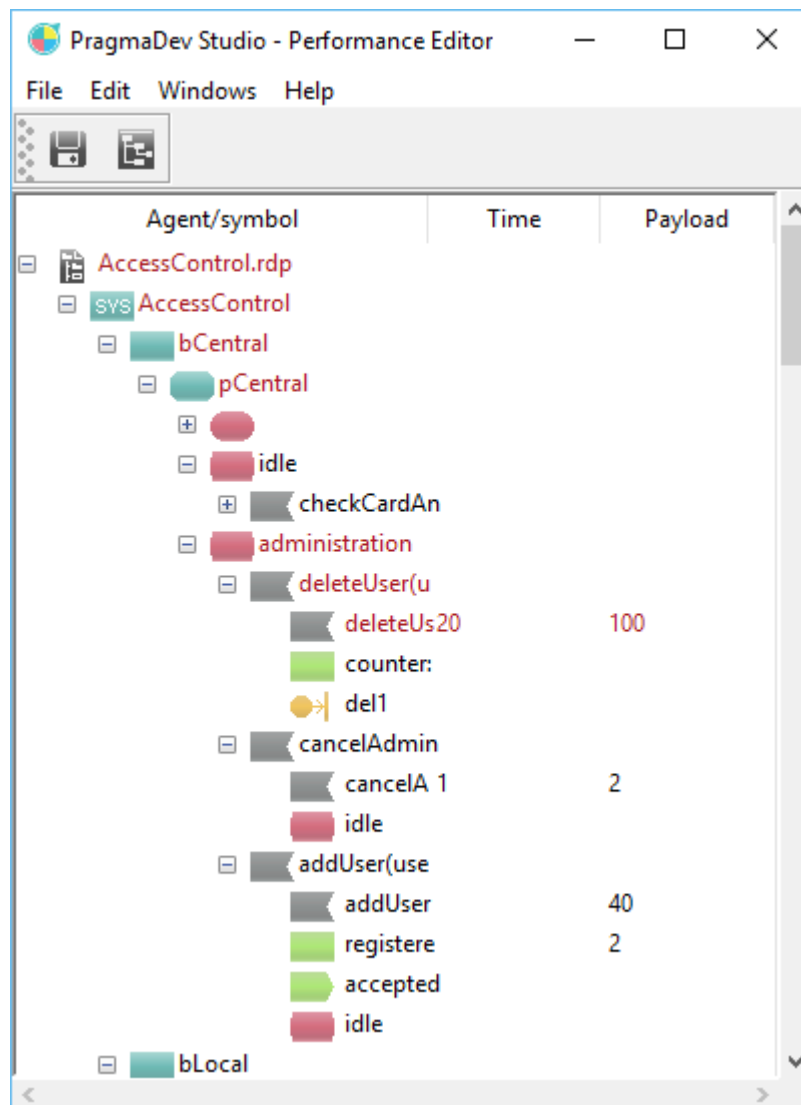 PragmaDev Studio - Performance Editor
File Edit Windows Help
Agent/symbol Time Payload
AccessControl.rdp
SYS AccessControl
bCentral
pCentral
idle
checkCardAn
administration
deleteUser(u
deleteUs 20 100
counter:
del1
cancelAdmin
cancelA 1 2
idle
addUser(use
addUser 40
registere 2
accepted
idle
bLocal